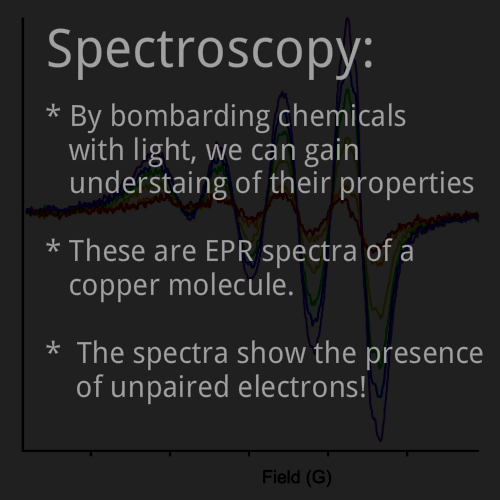 Spectroscopy:
* By bombarding chemicals
with light, we can gain
understaing of their properties
* These are EPR spectra of a
copper molecule.
* The spectra show the presence
of unpaired electrons!
Field (G)